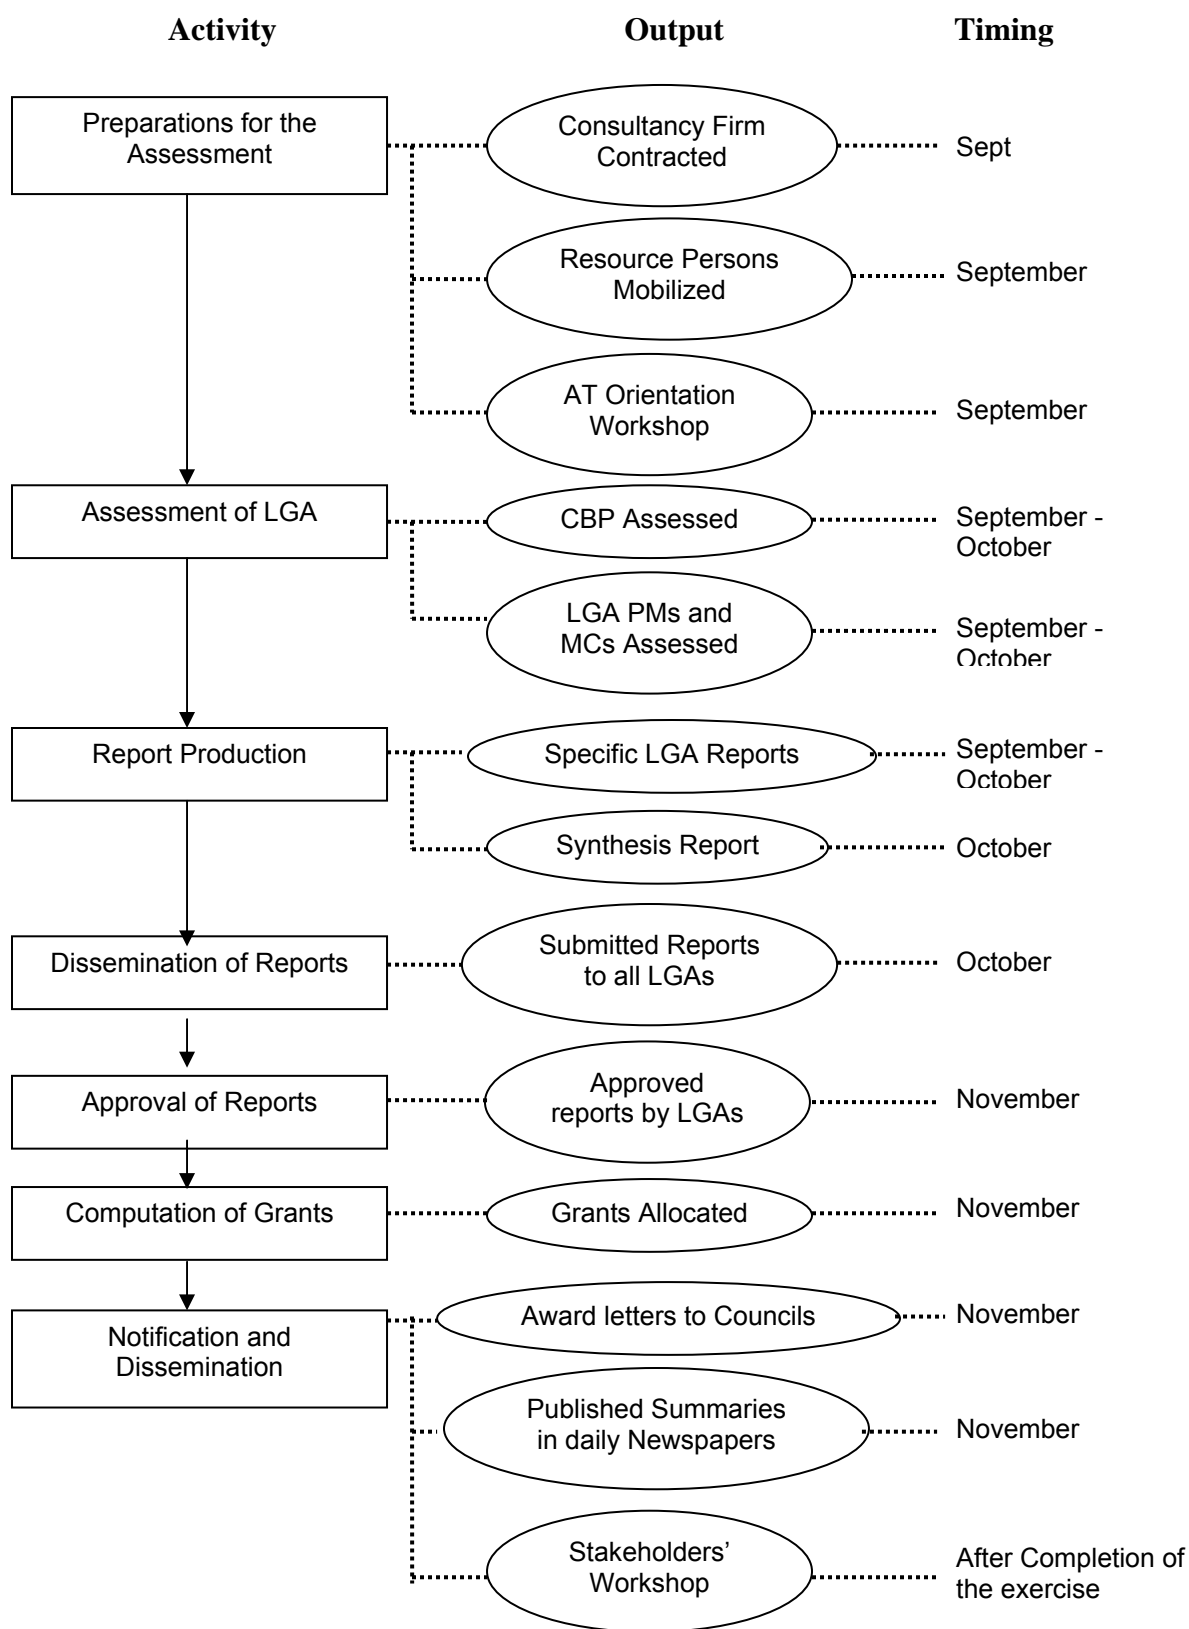 Activity Output Timing
Preparations for the
Assessment
Consultancy Firm
Contracted
Sept
Resource Persons
Mobilized
September
AT Orientation
Workshop
September
Assessment of LGA
CBP Assessed
September -
October
LGA PMs and
MCs Assessed
September -
October
Report Production
Specific LGA Reports
September -
October
Synthesis Report
October
Dissemination of Reports
Submitted Reports
to all LGAs
October
Approval of Reports
Approved
reports by LGAs
November
Computation of Grants
Grants Allocated
November
Notification and
Dissemination
Award letters to Councils
November
Published Summaries
in daily Newspapers
November
Stakeholders’
Workshop
After Completion of
the exercise